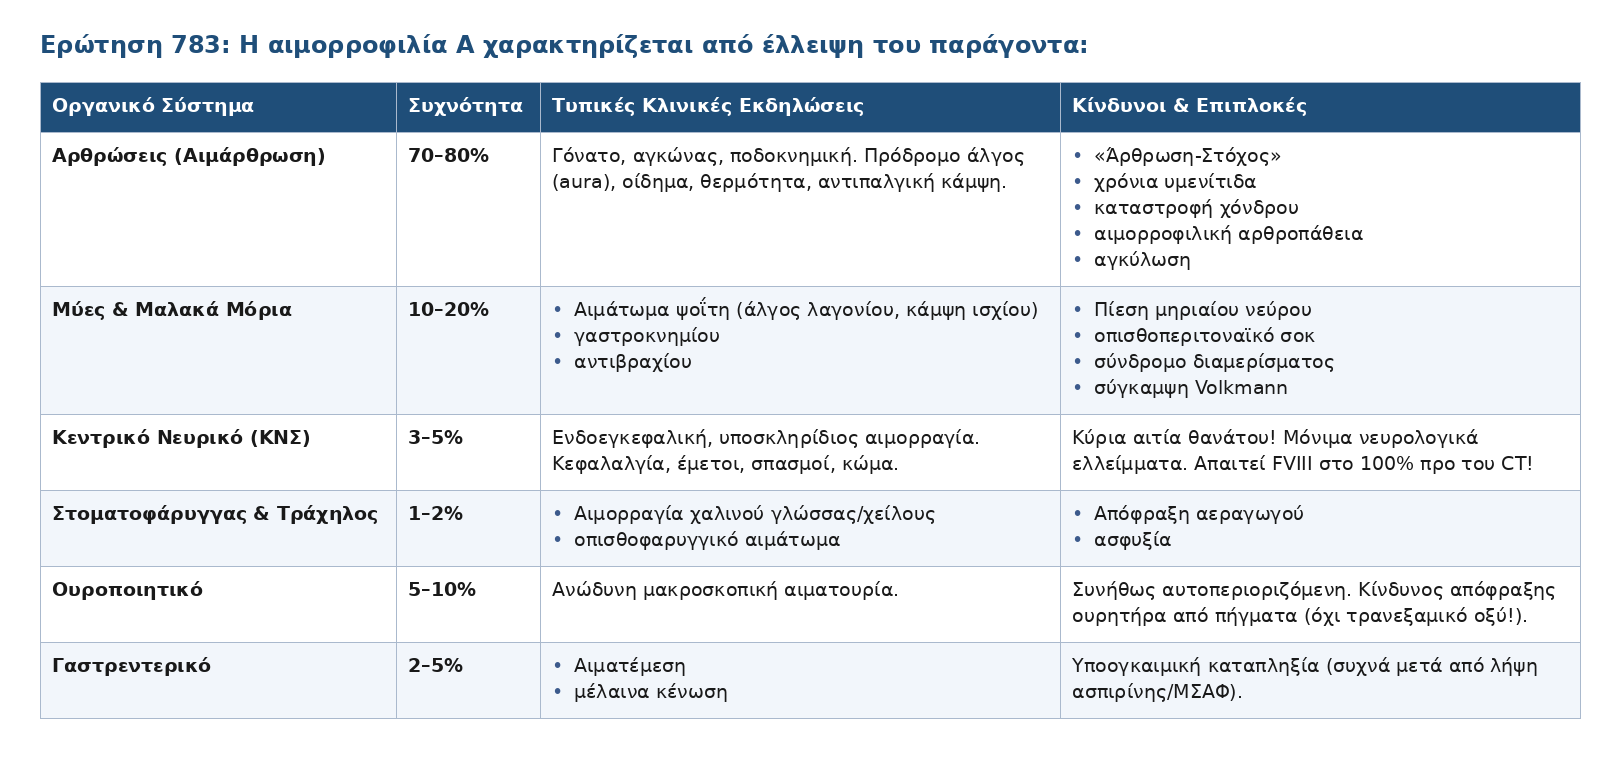 Ερώτηση 783: Η αιμορροφιλία Α χαρακτηρίζεται από έλλειψη του παράγοντα:
Οργανικό Σύστημα Συχνότητα Τυπικές Κλινικές Εκδηλώσεις Κίνδυνοι & Επιπλοκές
Αρθρώσεις (Αιμάρθρωση) 70–80% Γόνατο, αγκώνας, ποδοκνημική. Πρόδρομο άλγος • «Άρθρωση-Στόχος»
(aura), οίδημα, θερμότητα, αντιπαλγική κάμψη. • χρόνια υμενίτιδα
• καταστροφή χόνδρου
• αιμορροφιλική αρθροπάθεια
• αγκύλωση
Μύες & Μαλακά Μόρια 10–20% • Αιμάτωμα ψοΐτη (άλγος λαγονίου, κάμψη ισχίου) • Πίεση μηριαίου νεύρου
• γαστροκνημίου • οπισθοπεριτοναϊκό σοκ
• αντιβραχίου • σύνδρομο διαμερίσματος
• σύγκαμψη Volkmann
Κεντρικό Νευρικό (ΚΝΣ) 3–5% Ενδοεγκεφαλική, υποσκληρίδιος αιμορραγία. Κύρια αιτία θανάτου! Μόνιμα νευρολογικά
Κεφαλαλγία, έμετοι, σπασμοί, κώμα. ελλείμματα. Απαιτεί FVIII στο 100% προ του CT!
Στοματοφάρυγγας & Τράχηλος 1–2% • Αιμορραγία χαλινού γλώσσας/χείλους • Απόφραξη αεραγωγού
• οπισθοφαρυγγικό αιμάτωμα • ασφυξία
Ουροποιητικό 5–10% Ανώδυνη μακροσκοπική αιματουρία. Συνήθως αυτοπεριοριζόμενη. Κίνδυνος απόφραξης
ουρητήρα από πήγματα (όχι τρανεξαμικό οξύ!).
Γαστρεντερικό 2–5% • Αιματέμεση Υποογκαιμική καταπληξία (συχνά μετά από λήψη
• μέλαινα κένωση ασπιρίνης/ΜΣΑΦ).